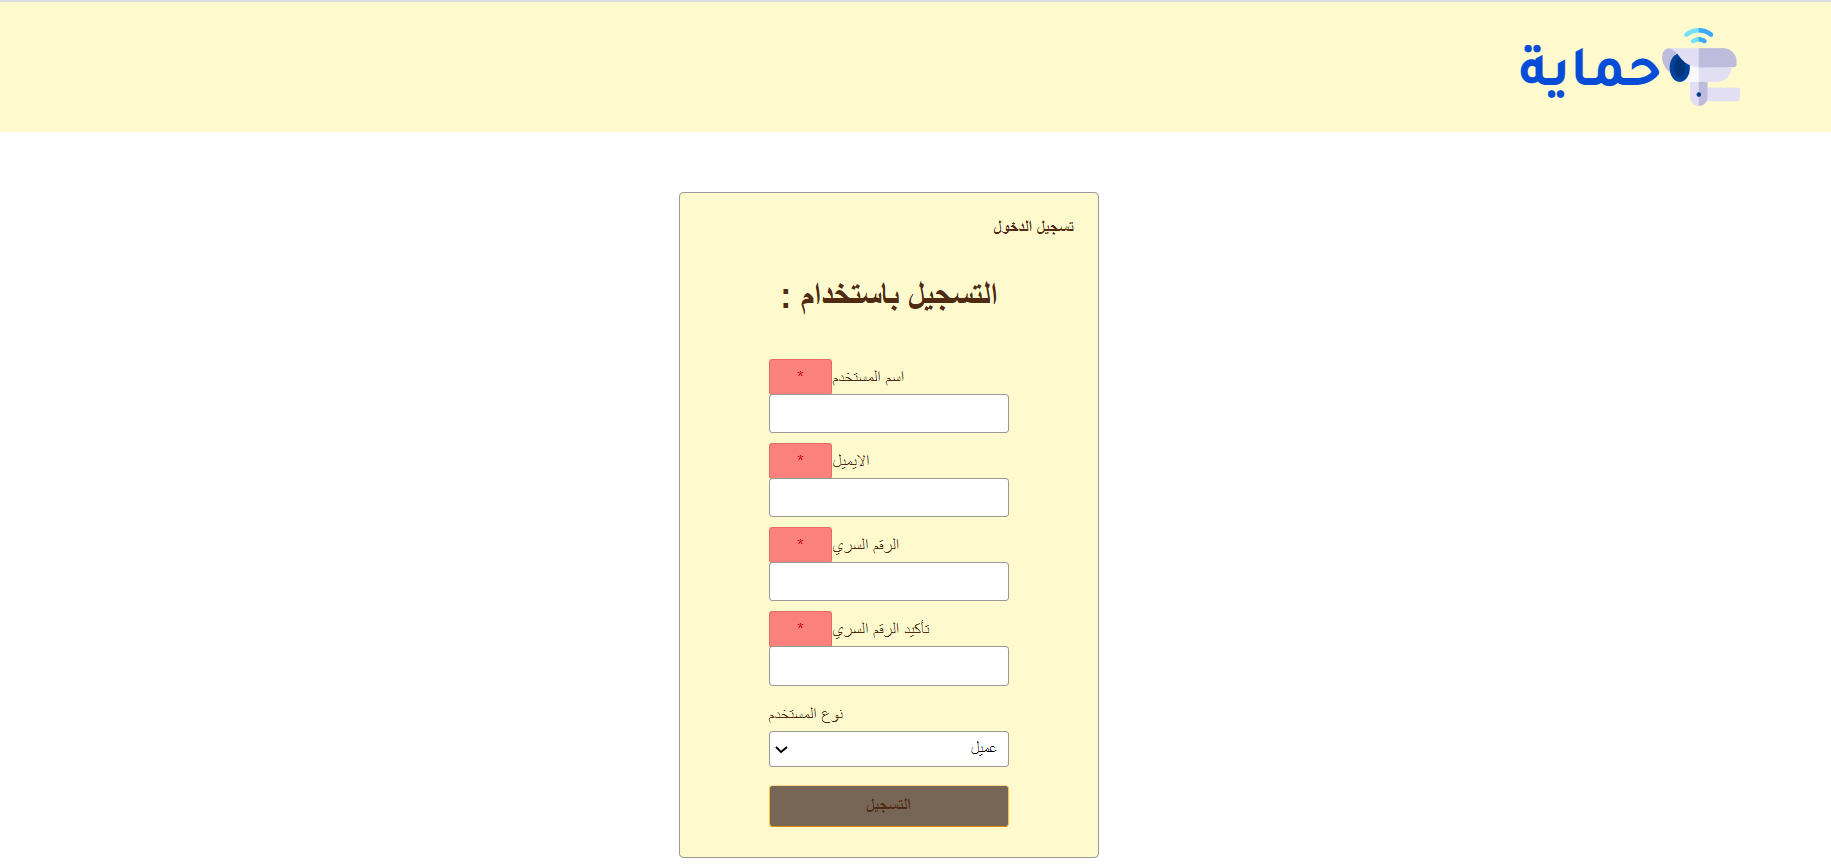 حماية
تسجيل الدخول
التسجيل باستخدام :
اسم المستخدم *
الايميل *
الرقم السري *
تأكيد الرقم السري *
نوع المستخدم
عميل
التسجيل